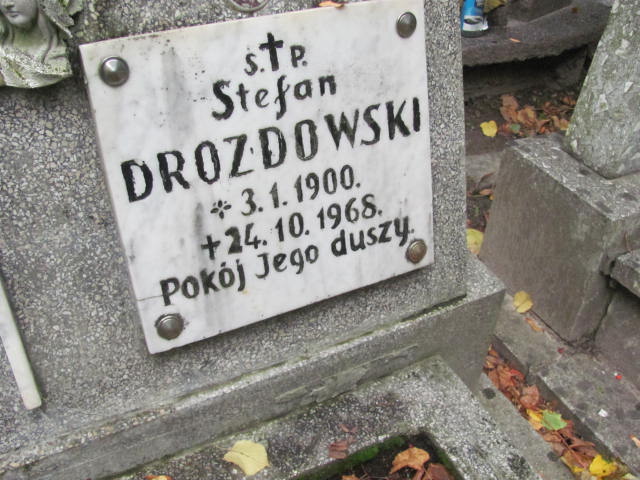 S.✝P.
Stefan
DROZDOWSKI
* 3.1.1900.
+24.10.1968.
Pokój Jego duszy.